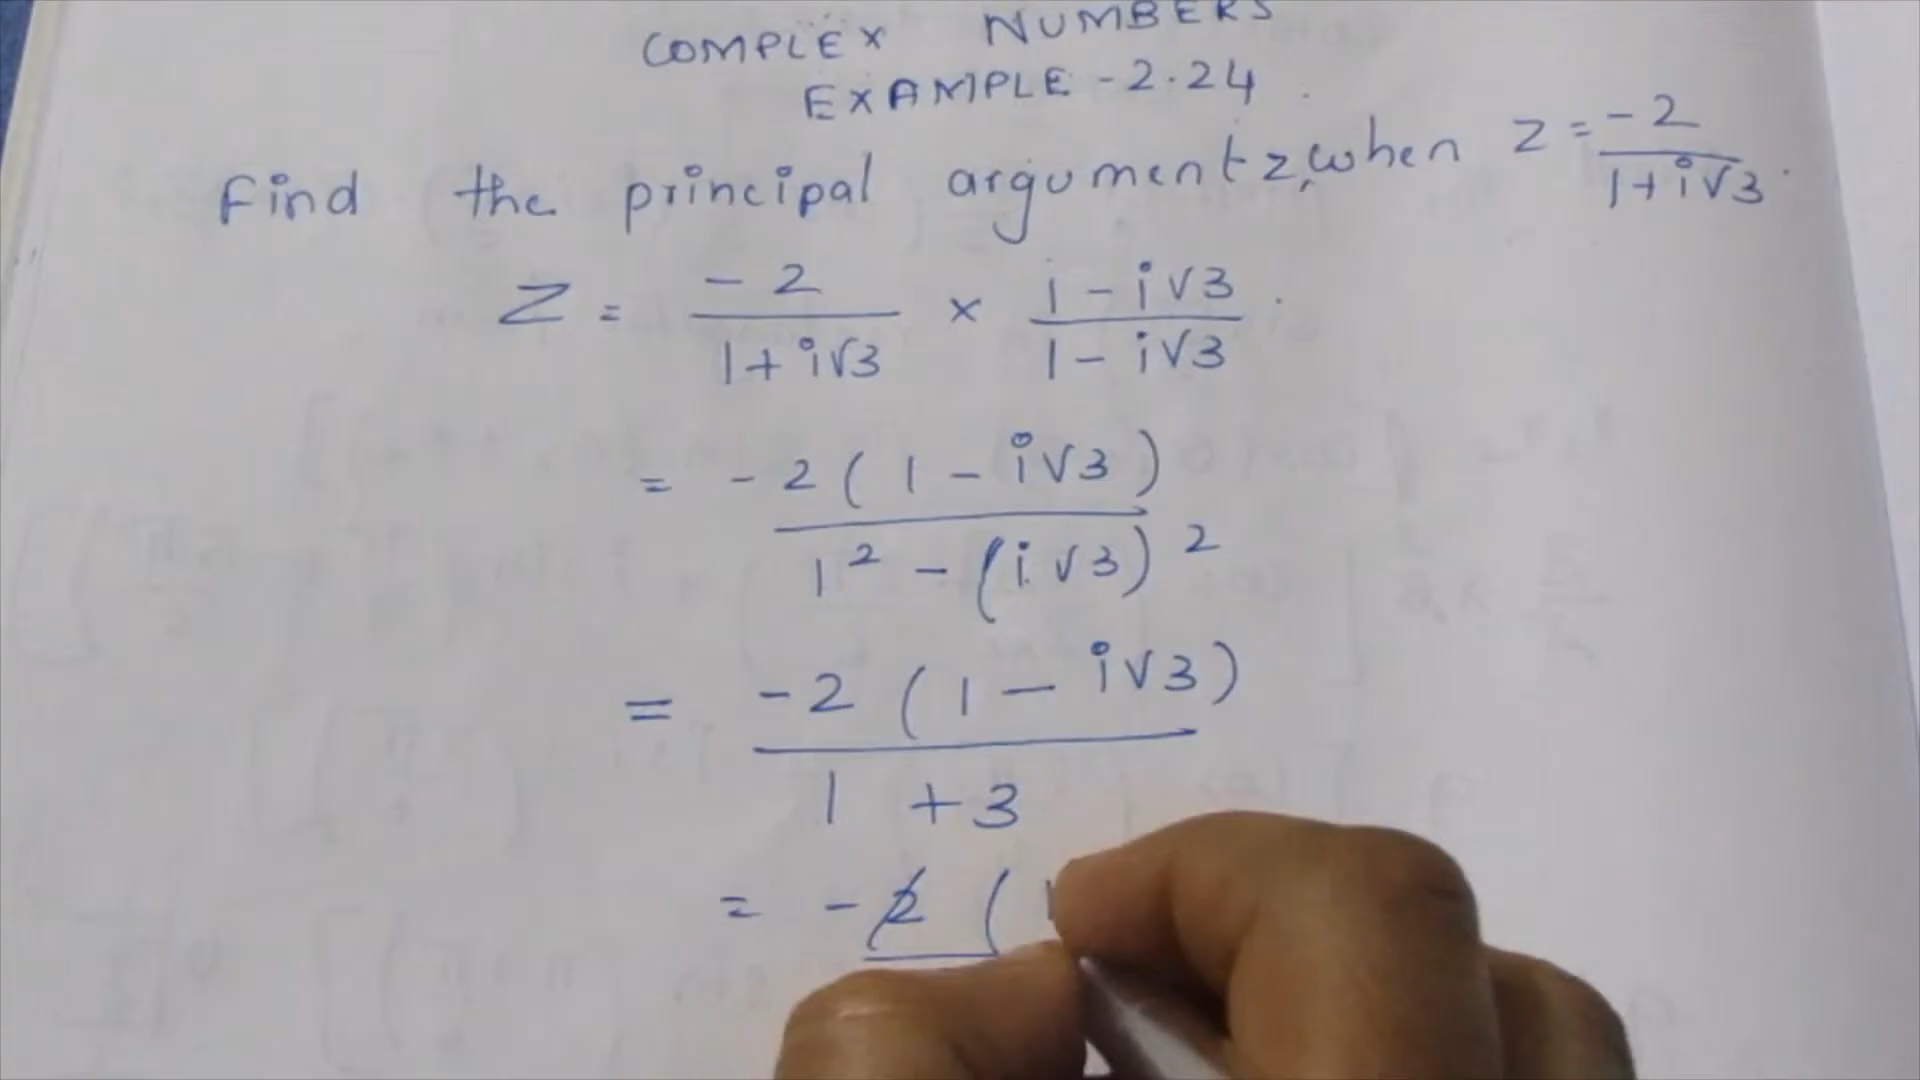 COMPLEX NUMBERS
EXAMPLE - 2.24
Find the principal argument z, when z = -2 / 1+i√3.
Z = -2 / 1+i√3 × 1-i√3 / 1-i√3
= -2(1-i√3) / 1² - (i√3)²
= -2(1-i√3) / 1+3
= -2(